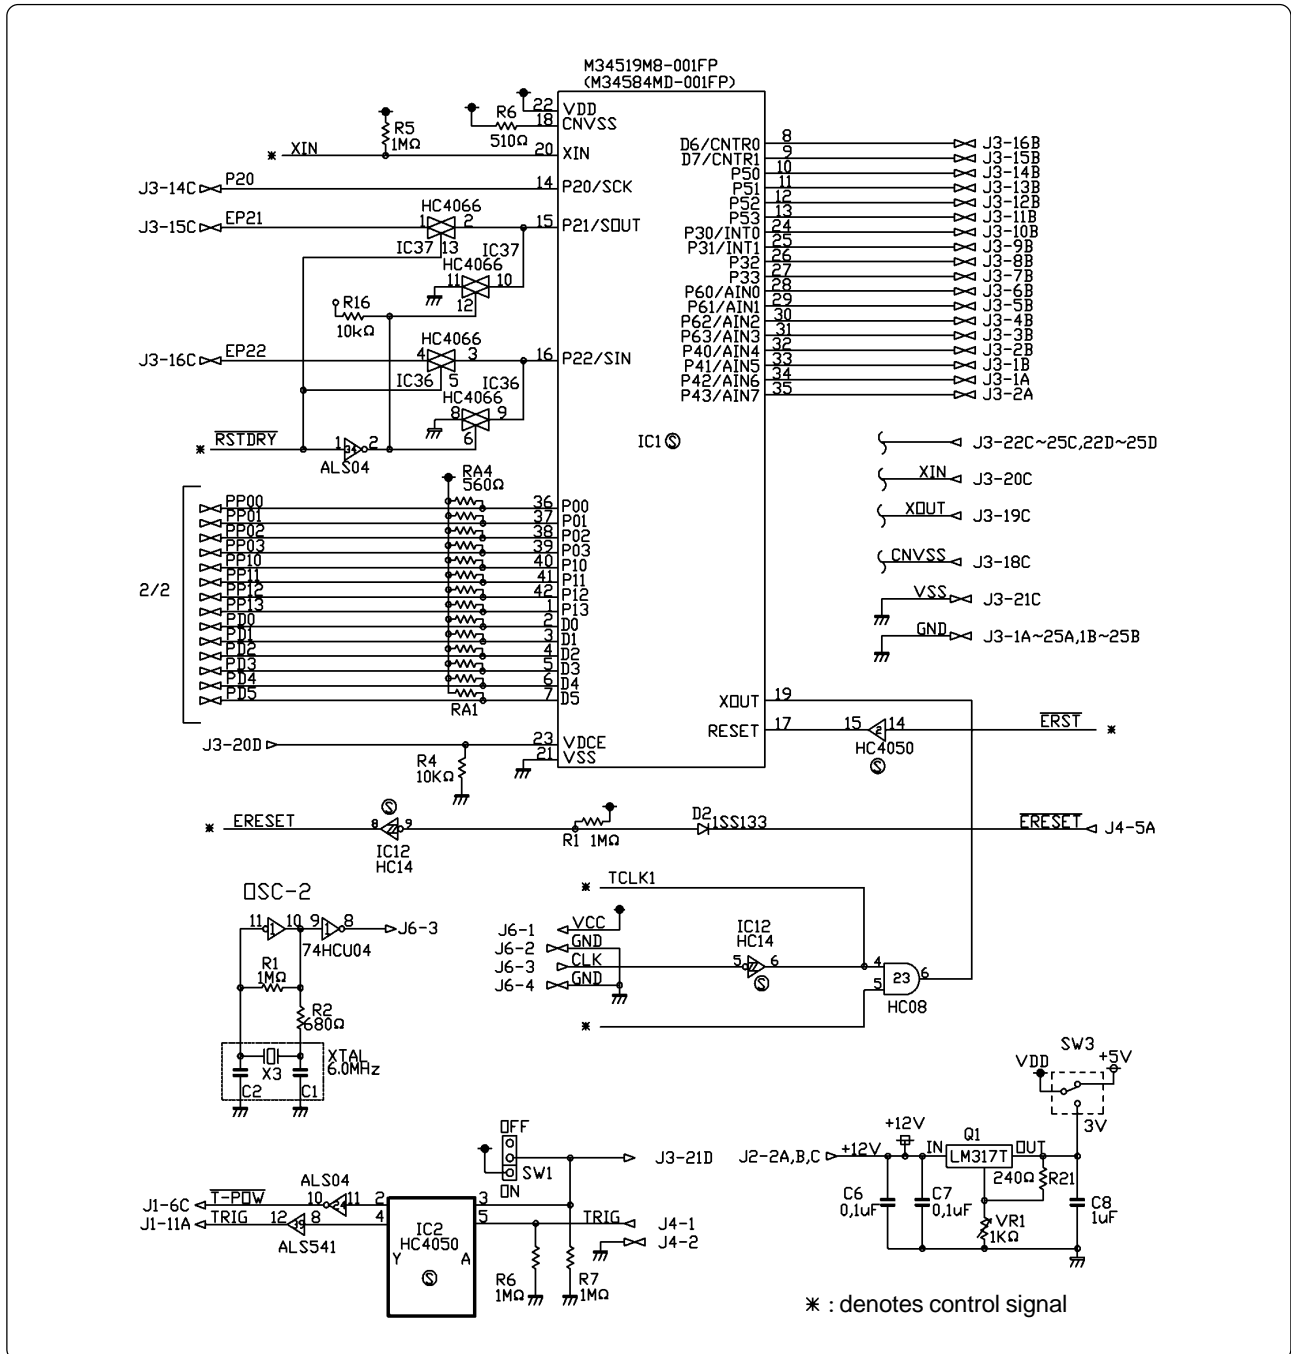 M34519M8-001FP
(M34584MD-001FP)
22 VDD
R6
510Ω
18 CNVSS
R5
1MΩ
* XIN
20 XIN
J3-14C P20
14 P20/SCK
HC4066
J3-15C EP21
1 2
15 P21/SOUT
IC37 13
IC37
HC4066
11 10
12
R16
10kΩ
HC4066
J3-16C EP22
4 3
16 P22/SIN
IC36 5
IC36
HC4066
8 9
6
* RSTDRY
1 34 2
ALS04
IC1 Ⓢ
D6/CNTR0 8 J3-16B
D7/CNTR1 9 J3-15B
P50 10 J3-14B
P51 11 J3-13B
P52 12 J3-12B
P53 13 J3-11B
P30/INT0 24 J3-10B
P31/INT1 25 J3-9B
P32 26 J3-8B
P33 27 J3-7B
P60/AIN0 28 J3-6B
P61/AIN1 29 J3-5B
P62/AIN2 30 J3-4B
P63/AIN3 31 J3-3B
P40/AIN4 32 J3-2B
P41/AIN5 33 J3-1B
P42/AIN6 34 J3-1A
P43/AIN7 35 J3-2A
J3-22C~25C,22D~25D
XIN J3-20C
XOUT J3-19C
CNVSS J3-18C
VSS J3-21C
GND J3-1A~25A,1B~25B
RA4
560Ω
2/2
PP00 36 P00
PP01 37 P01
PP02 38 P02
PP03 39 P03
PP10 40 P10
PP11 41 P11
PP12 42 P12
PP13 1 P13
PD0 2 D0
PD1 3 D1
PD2 4 D2
PD3 5 D3
PD4 6 D4
PD5 7 D5
RA1
XOUT 19
RESET 17
15 2 14
HC4050
Ⓢ
ERST *
J3-20D
23 VDCE
21 VSS
R4
10KΩ
* ERESET
Ⓢ
8 9
IC12
HC14
R1 1MΩ
D2
1SS133
ERESET J4-5A
OSC-2
11 1 10 9 1 8 J6-3
74HCU04
R1
1MΩ
R2
680Ω
XTAL
6.0MHz
X3
C2 C1
* TCLK1
J6-1 VCC
J6-2 GND
J6-3 CLK
J6-4 GND
IC12
HC14
5 6
Ⓢ
4
5
23 6
HC08
*
SW3
VDD +5V
3V
J2-2A,B,C +12V
+12V
IN Q1 OUT
LM317T
240Ω R21
C6
0,1uF
C7
0,1uF
VR1
1KΩ
C8
1uF
OFF
SW1
ON
J3-21D
ALS04
J1-6C T-POW
10 24 11 2
J1-11A TRIG
12 39 8 4
ALS541
IC2
HC4050
Y A
Ⓢ
3
5
TRIG J4-1
J4-2
R6
1MΩ
R7
1MΩ
* : denotes control signal